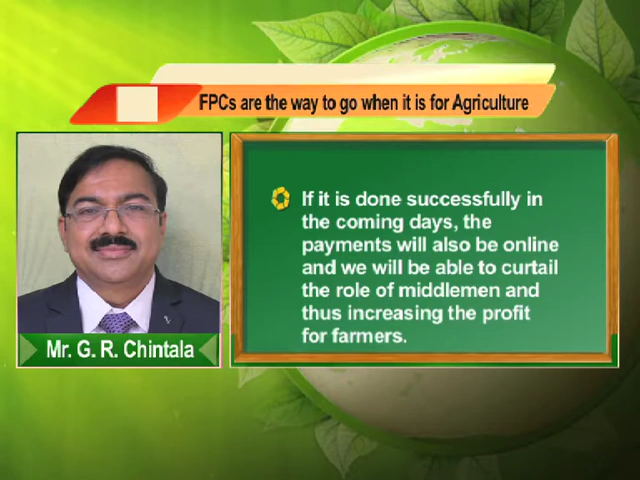 FPCs are the way to go when it is for Agriculture
If it is done successfully in
the coming days, the
payments will also be online
and we will be able to curtail
the role of middlemen and
thus increasing the profit
for farmers.
Mr. G. R. Chintala